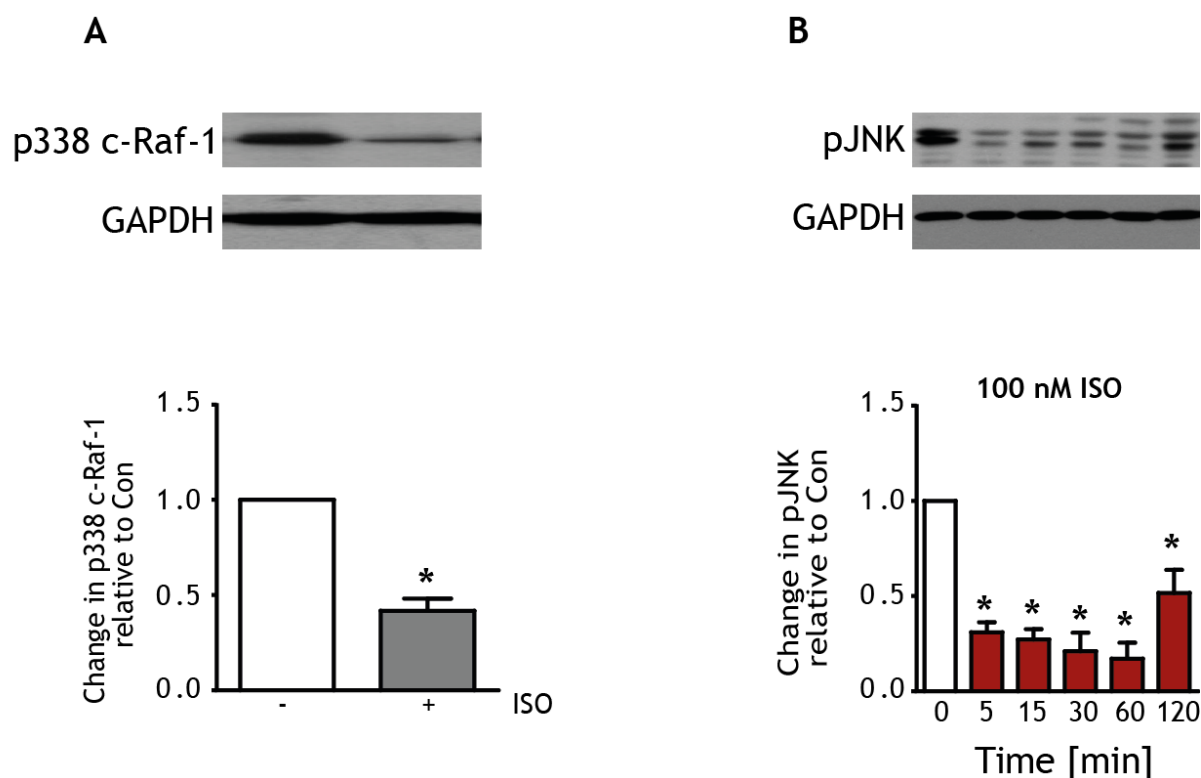 A
p338 c-Raf-1
GAPDH
Change in p338 c-Raf-1
relative to Con
1.5
1.0
0.5
0.0
*
- + ISO
B
pJNK
GAPDH
100 nM ISO
Change in pJNK
relative to Con
1.5
1.0
0.5
0.0
* * * * *
0 5 15 30 60 120
Time [min]